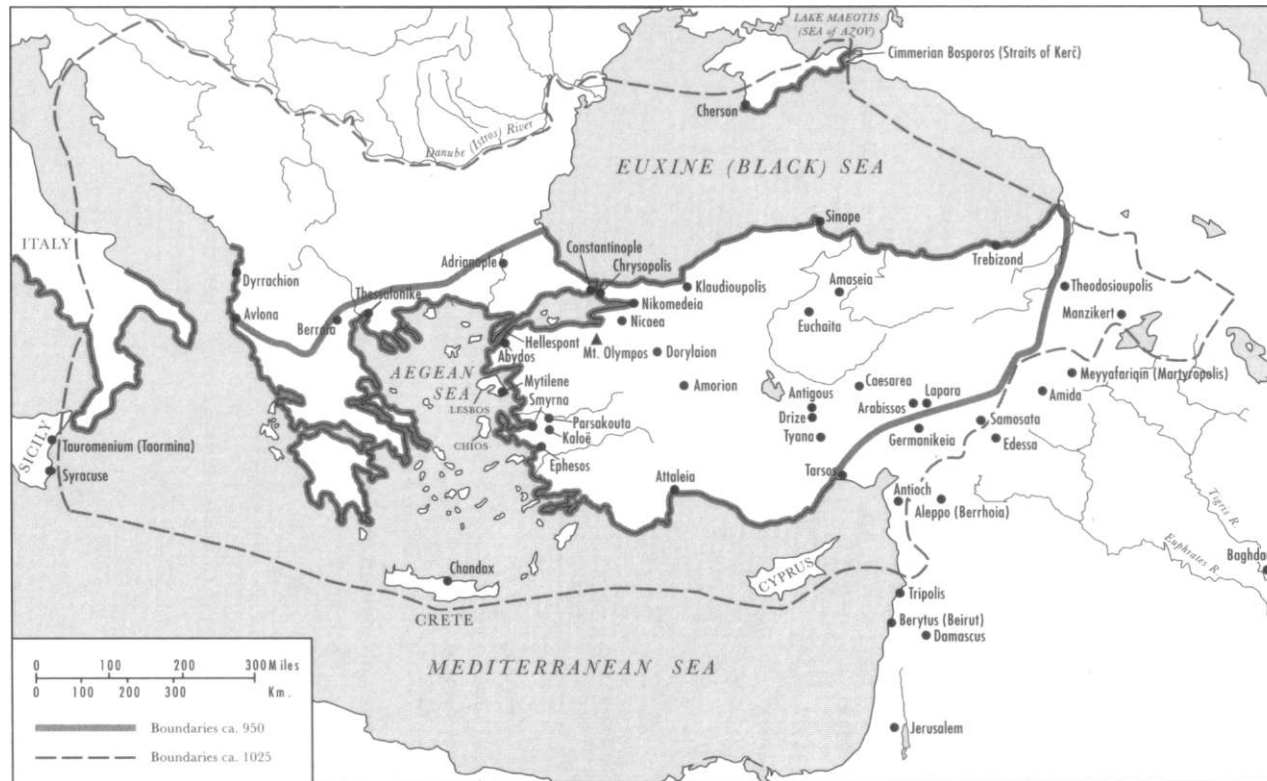 LAKE MAEOTIS
(SEA of AZOV)
Cimmerian Bosporos (Straits of Kerč)
Cherson
Danube (Istros) River
EUXINE (BLACK) SEA
ITALY
Sinope
Constantinople
Chrysopolis
Adrianople
Trebizond
Dyrrachion
Thessalonike
Klaudioupolis
Amaseia
Theodosioupolis
Avlona
Berroia
Nikomedeia
Nicaea
Euchaita
Manzikert
Hellespont
Abydos
Mt. Olympos
Dorylaion
AEGEAN
SEA
Meyyafariqin (Martyropolis)
Mytilene
LESBOS
Amorion
Caesarea
Lapara
Amida
Smyrna
Antigous
Arabissos
Parsakouta
Drize
Samosata
Kaloë
Tyana
Germanikeia
Edessa
CHIOS
Ephesos
SICILY
Tauromenium (Taormina)
Syracuse
Attaleia
Tarsos
Antioch
Aleppo (Berrhoia)
Tigris R.
Euphrates R.
Baghdad
Chandax
CYPRUS
CRETE
Tripolis
Berytus (Beirut)
Damascus
MEDITERRANEAN SEA
Jerusalem
0 100 200 300 Miles
0 100 200 300 Km.
Boundaries ca. 950
Boundaries ca. 1025